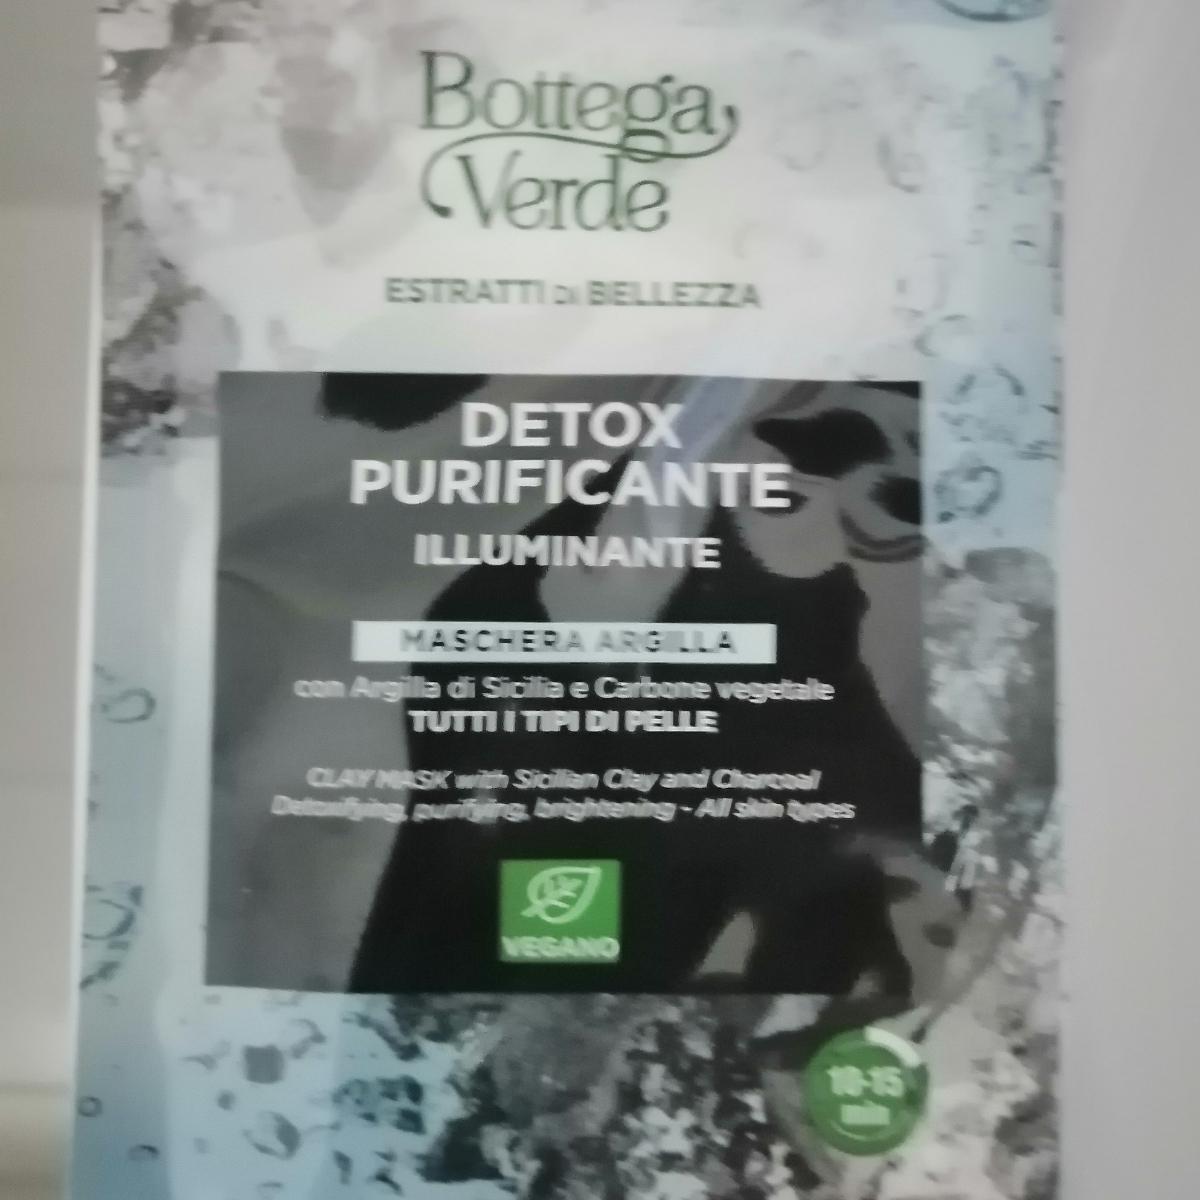 Bottega
Verde
ESTRATTI DI BELLEZZA
DETOX
PURIFICANTE
ILLUMINANTE
MASCHERA ARGILLA
con Argilla di Sicilia e Carbone vegetale
TUTTI I TIPI DI PELLE
CLAY MASK with Sicilian Clay and Charcoal
Detoxifying, purifying, brightening - All skin types
VEGANO
10-15
min